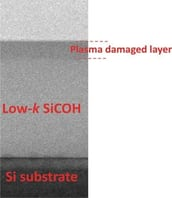 Plasma damaged layer
Low-k SiCOH
Si substrate